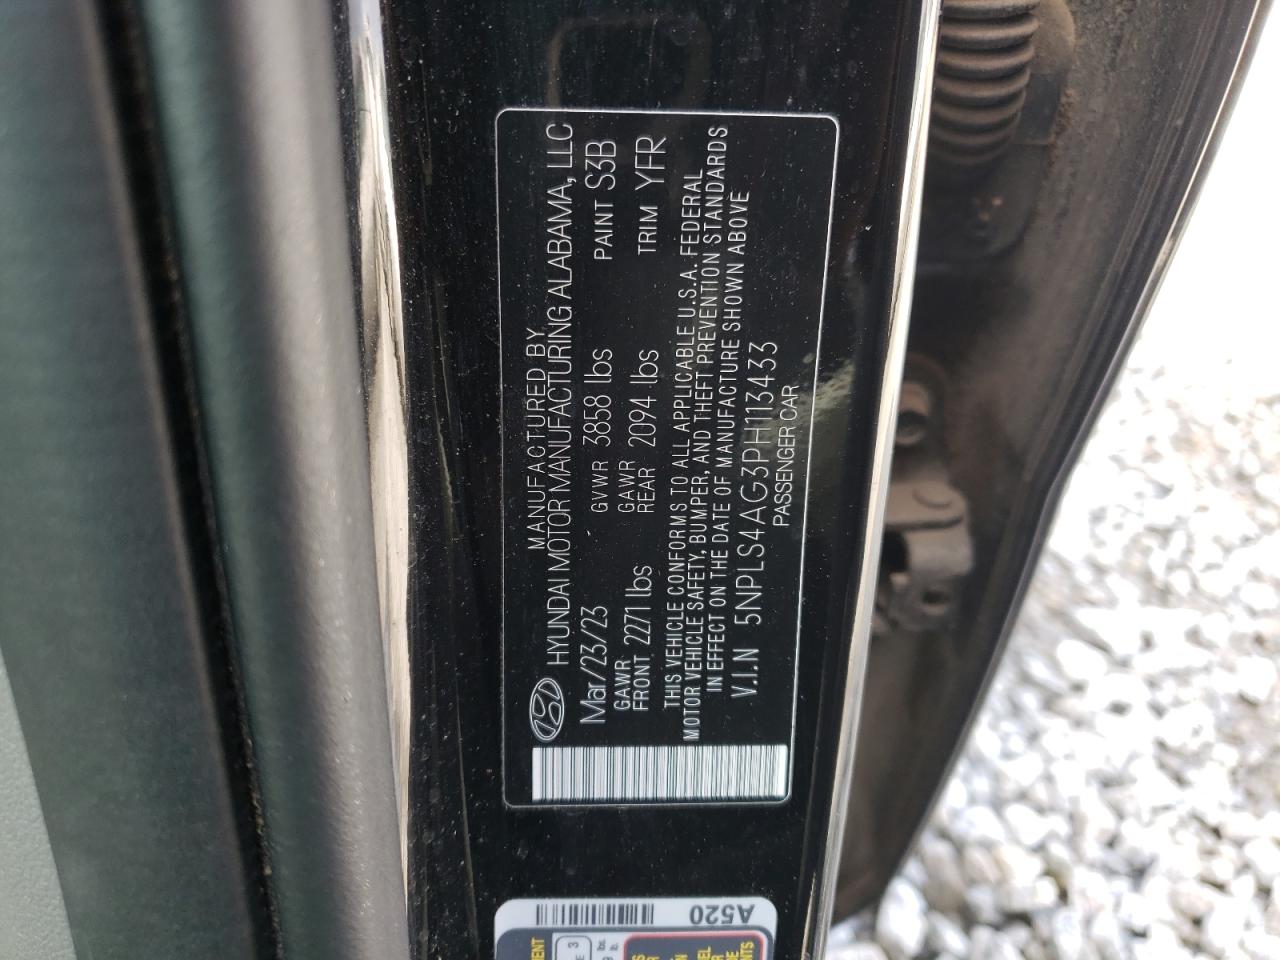 MANUFACTURED BY
HYUNDAI MOTOR MANUFACTURING ALABAMA, LLC
Mar/23/23 GVWR 3858 lbs PAINT S3B
GAWR FRONT 2271 lbs GAWR REAR 2094 lbs TRIM YFR
THIS VEHICLE CONFORMS TO ALL APPLICABLE U.S.A. FEDERAL
MOTOR VEHICLE SAFETY, BUMPER, AND THEFT PREVENTION STANDARDS
IN EFFECT ON THE DATE OF MANUFACTURE SHOWN ABOVE
V.I.N 5NPLS4AG3PH113433
PASSENGER CAR
A520